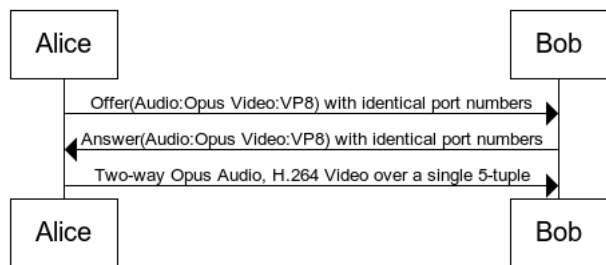 Alice
Bob
Offer(Audio:Opus Video:VP8) with identical port numbers
Answer(Audio:Opus Video:VP8) with identical port numbers
Two-way Opus Audio, H.264 Video over a single 5-tuple
Alice
Bob